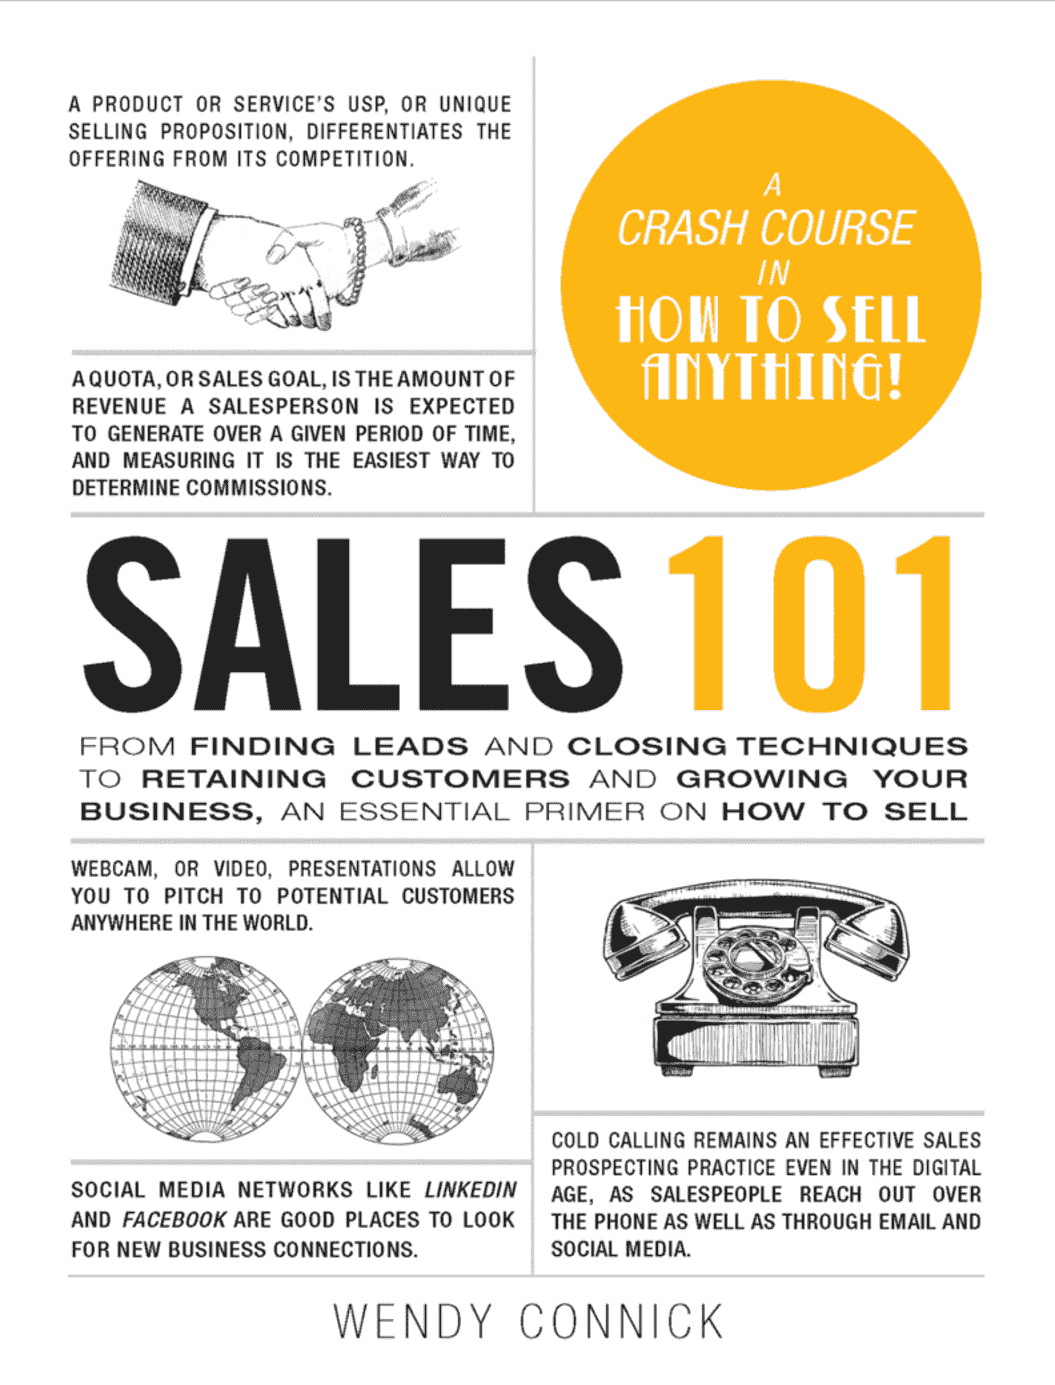 A PRODUCT OR SERVICE'S USP, OR UNIQUE
SELLING PROPOSITION, DIFFERENTIATES THE
OFFERING FROM ITS COMPETITION.
A
CRASH COURSE
IN
HOW TO SELL
ANYTHING!
A QUOTA, OR SALES GOAL, IS THE AMOUNT OF
REVENUE A SALESPERSON IS EXPECTED
TO GENERATE OVER A GIVEN PERIOD OF TIME,
AND MEASURING IT IS THE EASIEST WAY TO
DETERMINE COMMISSIONS.
SALES 101
FROM FINDING LEADS AND CLOSING TECHNIQUES
TO RETAINING CUSTOMERS AND GROWING YOUR
BUSINESS, AN ESSENTIAL PRIMER ON HOW TO SELL
WEBCAM, OR VIDEO, PRESENTATIONS ALLOW
YOU TO PITCH TO POTENTIAL CUSTOMERS
ANYWHERE IN THE WORLD.
SOCIAL MEDIA NETWORKS LIKE LINKEDIN
AND FACEBOOK ARE GOOD PLACES TO LOOK
FOR NEW BUSINESS CONNECTIONS.
COLD CALLING REMAINS AN EFFECTIVE SALES
PROSPECTING PRACTICE EVEN IN THE DIGITAL
AGE, AS SALESPEOPLE REACH OUT OVER
THE PHONE AS WELL AS THROUGH EMAIL AND
SOCIAL MEDIA.
WENDY CONNICK